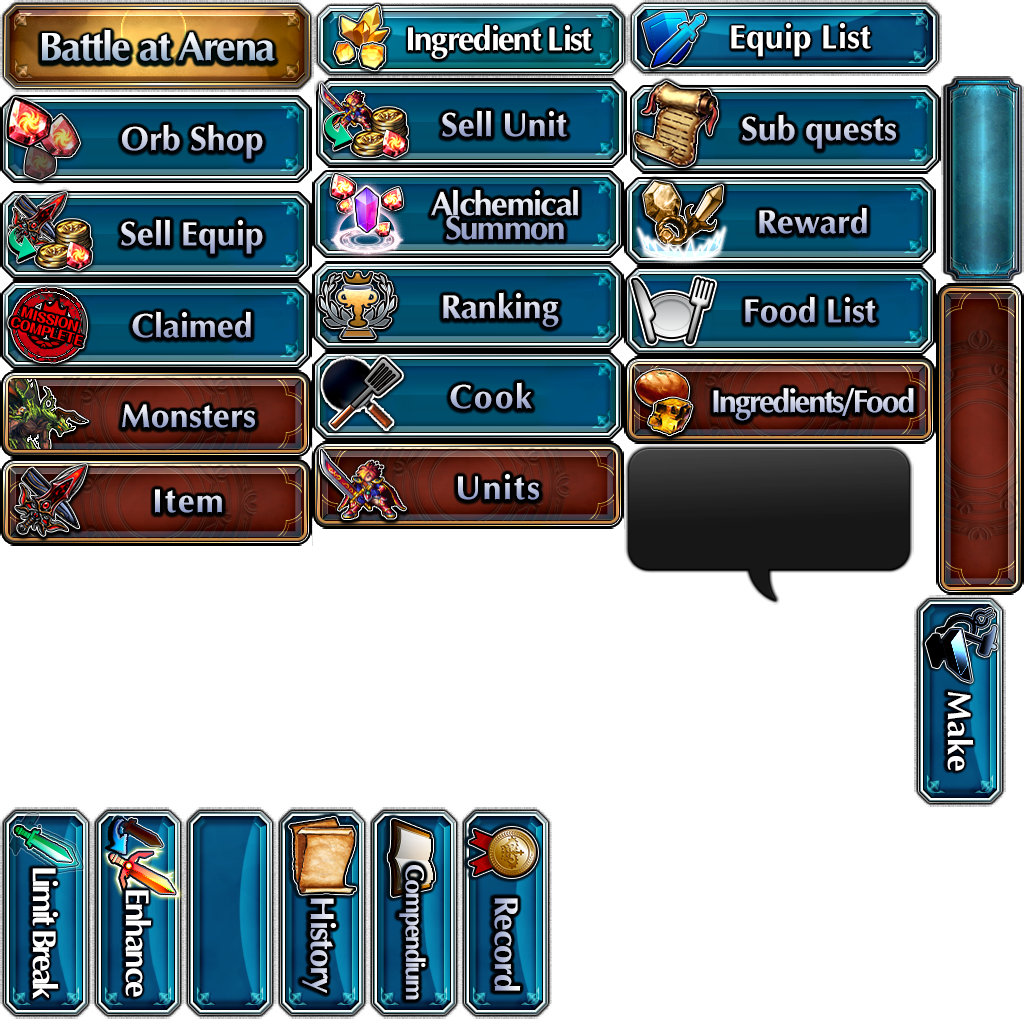 Battle at Arena
Ingredient List
Equip List
Orb Shop
Sell Unit
Sub quests
Sell Equip
Alchemical
Summon
Reward
MISSION
COMPLETE
Claimed
Ranking
Food List
Monsters
Cook
Ingredients/Food
Item
Units
Make
Limit Break
Enhance
History
Compendium
Record